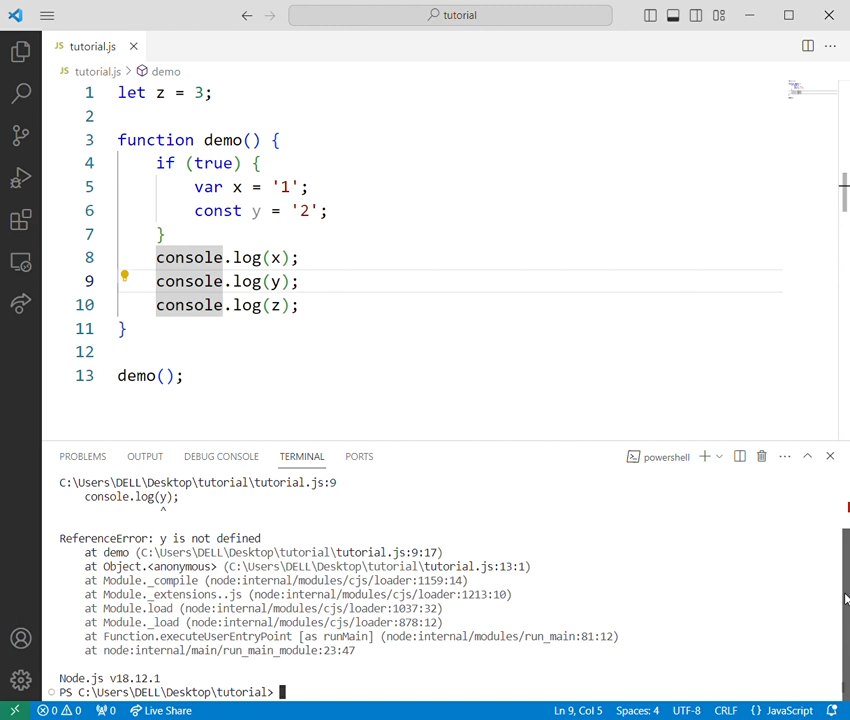 tutorial
JS tutorial.js
JS tutorial.js > demo
1 let z = 3;
2
3 function demo() {
4 if (true) {
5 var x = '1';
6 const y = '2';
7 }
8 console.log(x);
9 console.log(y);
10 console.log(z);
11 }
12
13 demo();
PROBLEMS OUTPUT DEBUG CONSOLE TERMINAL PORTS powershell
C:\Users\DELL\Desktop\tutorial\tutorial.js:9
console.log(y);
^
ReferenceError: y is not defined
at demo (C:\Users\DELL\Desktop\tutorial\tutorial.js:9:17)
at Object.<anonymous> (C:\Users\DELL\Desktop\tutorial\tutorial.js:13:1)
at Module._compile (node:internal/modules/cjs/loader:1159:14)
at Module._extensions..js (node:internal/modules/cjs/loader:1213:10)
at Module.load (node:internal/modules/cjs/loader:1037:32)
at Module._load (node:internal/modules/cjs/loader:878:12)
at Function.executeUserEntryPoint [as runMain] (node:internal/modules/run_main:81:12)
at node:internal/main/run_main_module:23:47
Node.js v18.12.1
PS C:\Users\DELL\Desktop\tutorial>
0 0 0 Live Share Ln 9, Col 5 Spaces: 4 UTF-8 CRLF {} JavaScript